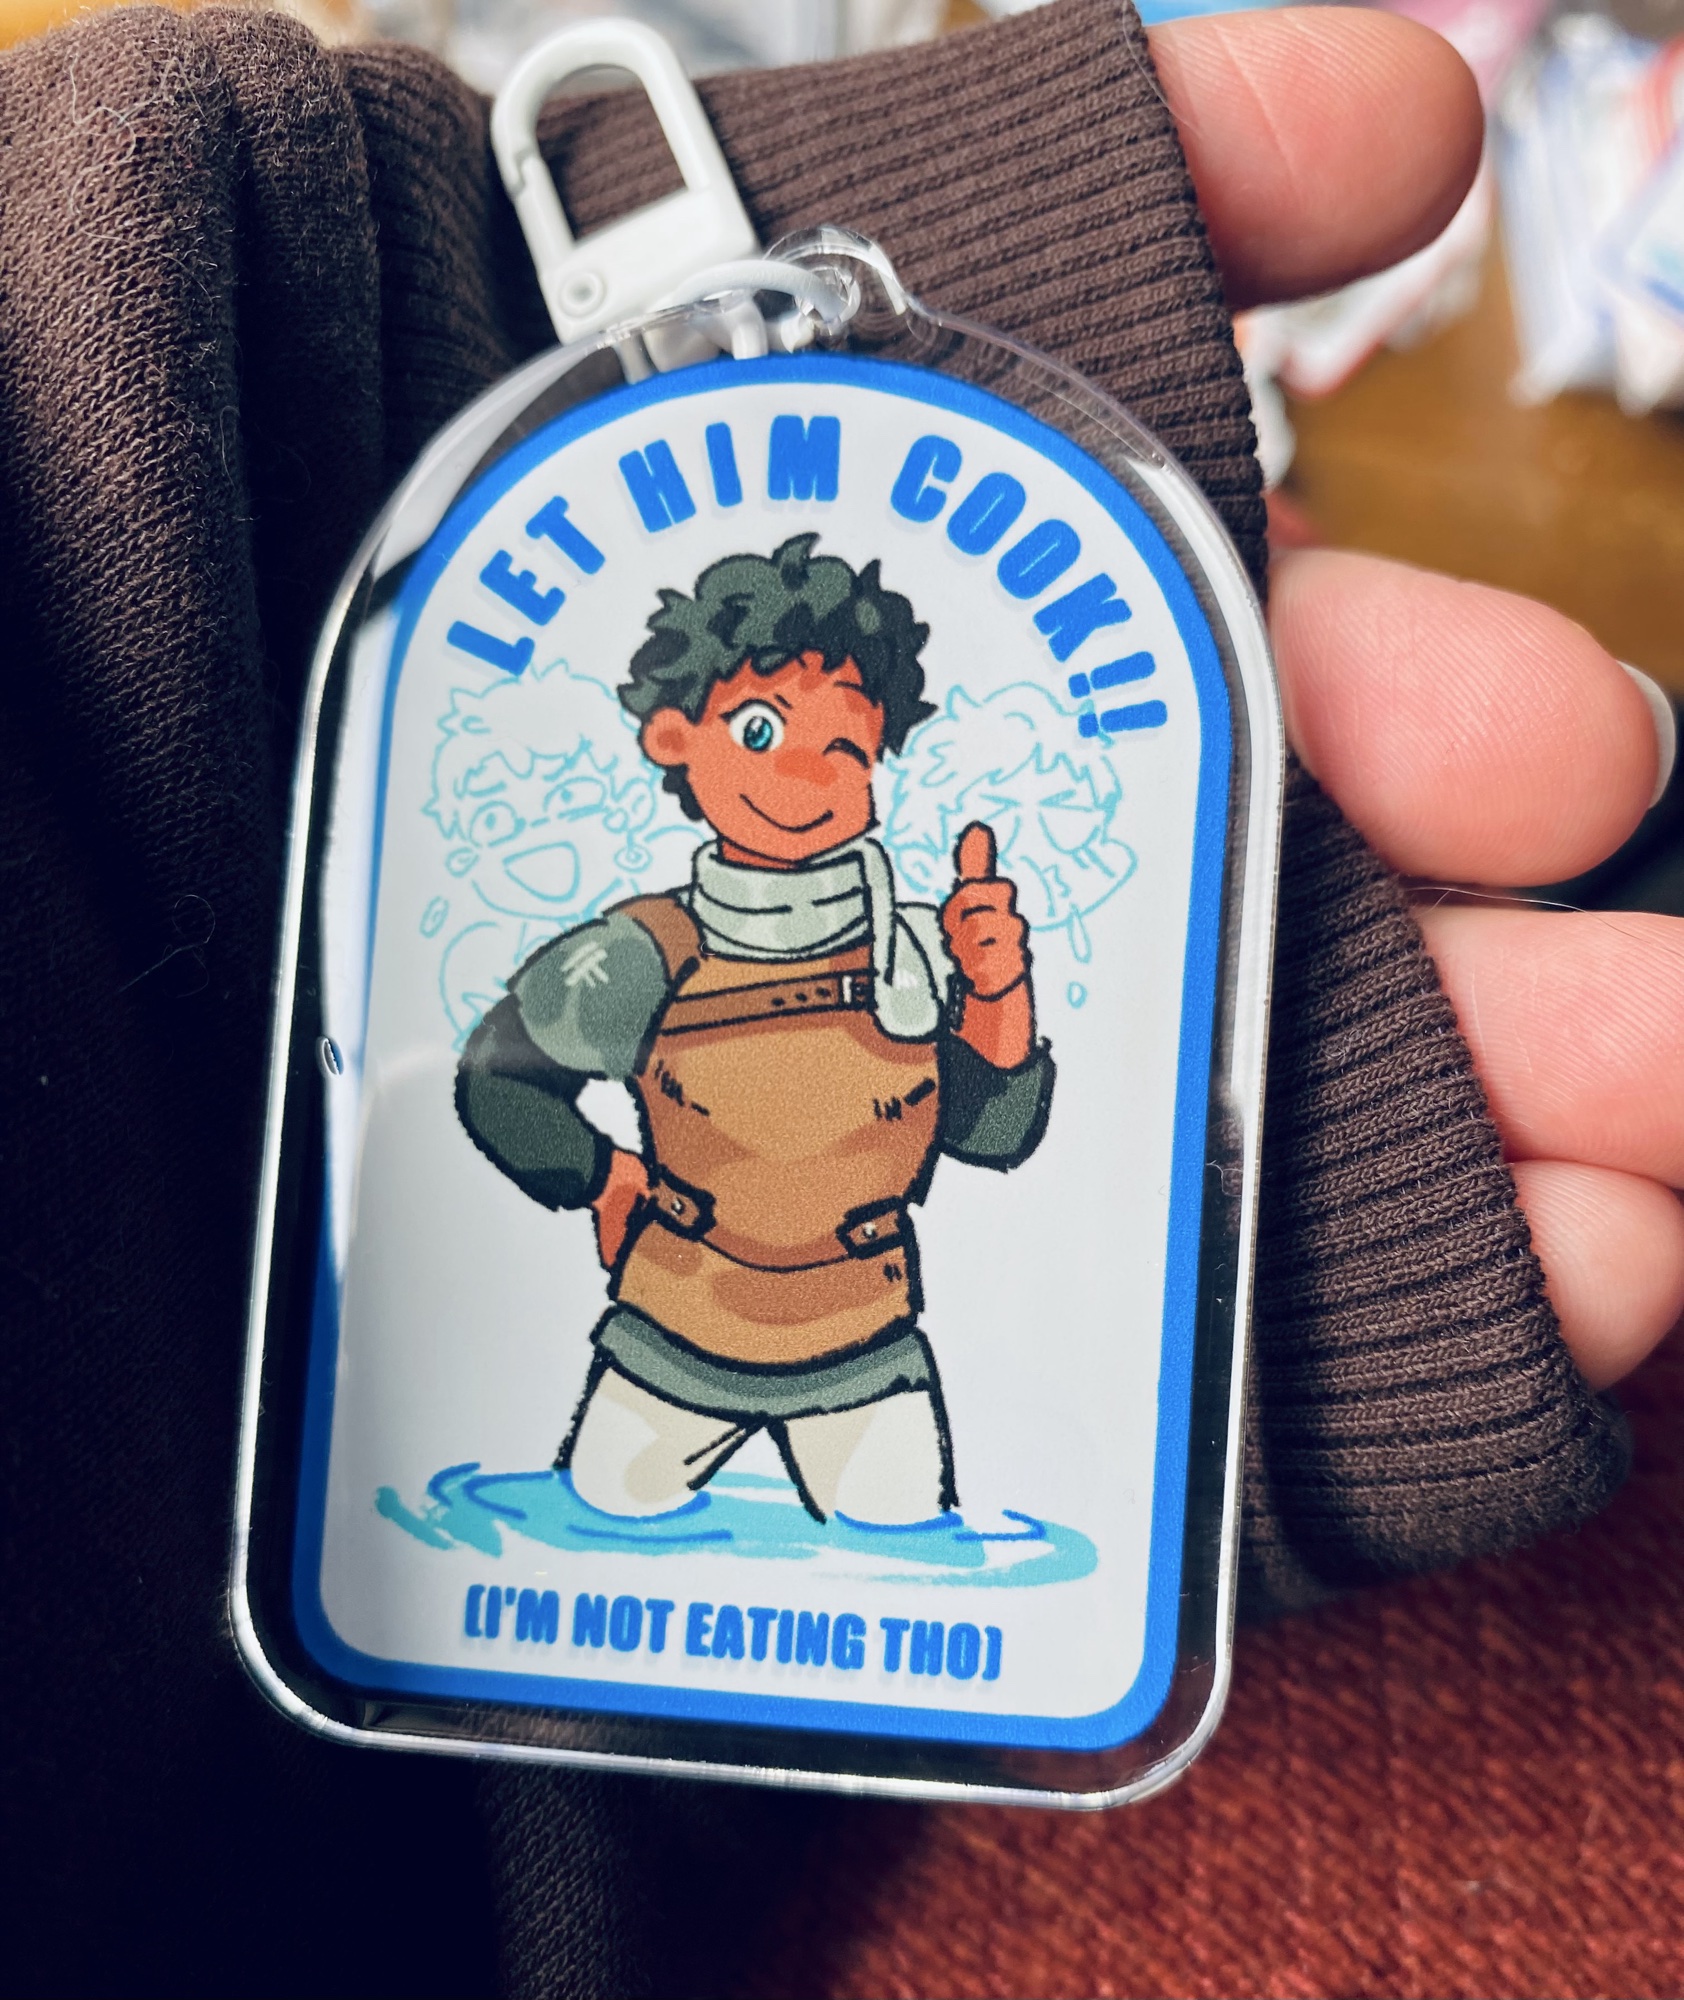 LET HIM COOK!!
(I'M NOT EATING THO)